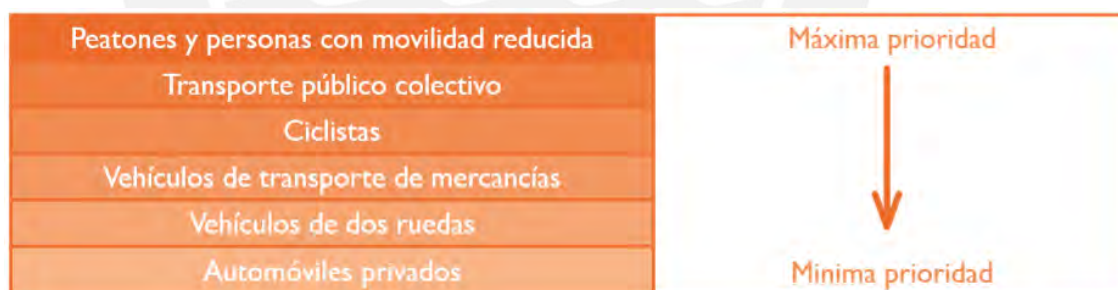 Peatones y personas con movilidad reducida
Máxima prioridad
Transporte público colectivo
Ciclistas
Vehículos de transporte de mercancías
Vehículos de dos ruedas
Automóviles privados
Minima prioridad